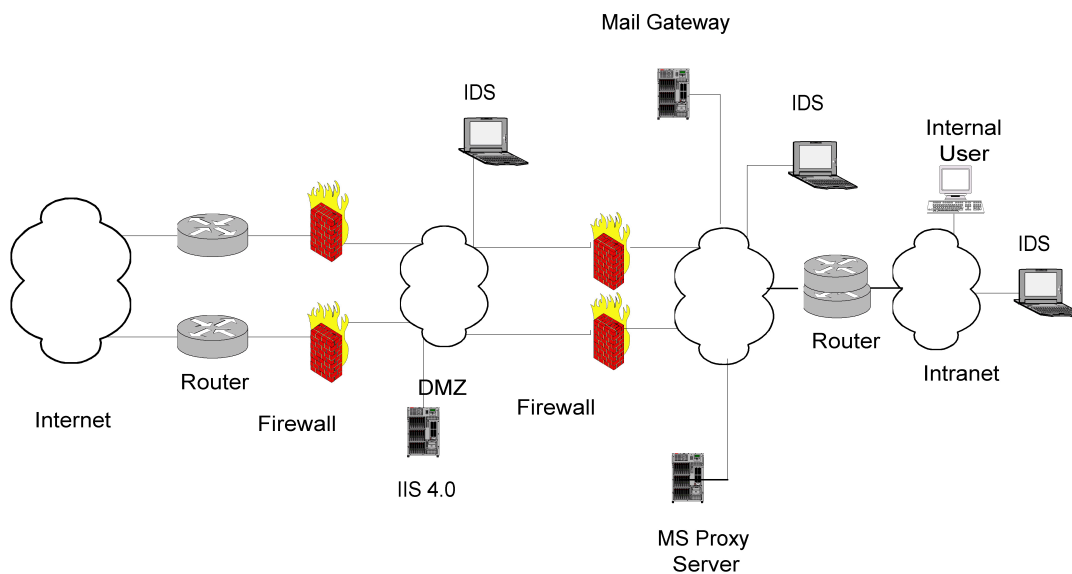 Mail Gateway
IDS
IDS
Internal
User
IDS
Router
Router
Intranet
DMZ
Internet
Firewall
Firewall
IIS 4.0
MS Proxy
Server